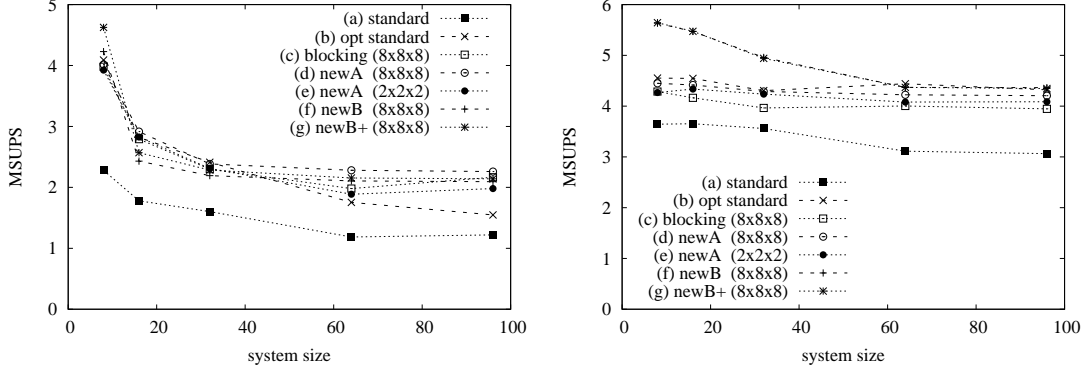 5
4
3
2
1
0
0
20
40
60
80
100
MSUPS
system size
(a) standard
(b) opt standard
(c) blocking (8x8x8)
(d) newA (8x8x8)
(e) newA (2x2x2)
(f) newB (8x8x8)
(g) newB+ (8x8x8)
6
5
4
3
2
1
0
0
20
40
60
80
100
MSUPS
system size
(a) standard
(b) opt standard
(c) blocking (8x8x8)
(d) newA (8x8x8)
(e) newA (2x2x2)
(f) newB (8x8x8)
(g) newB+ (8x8x8)